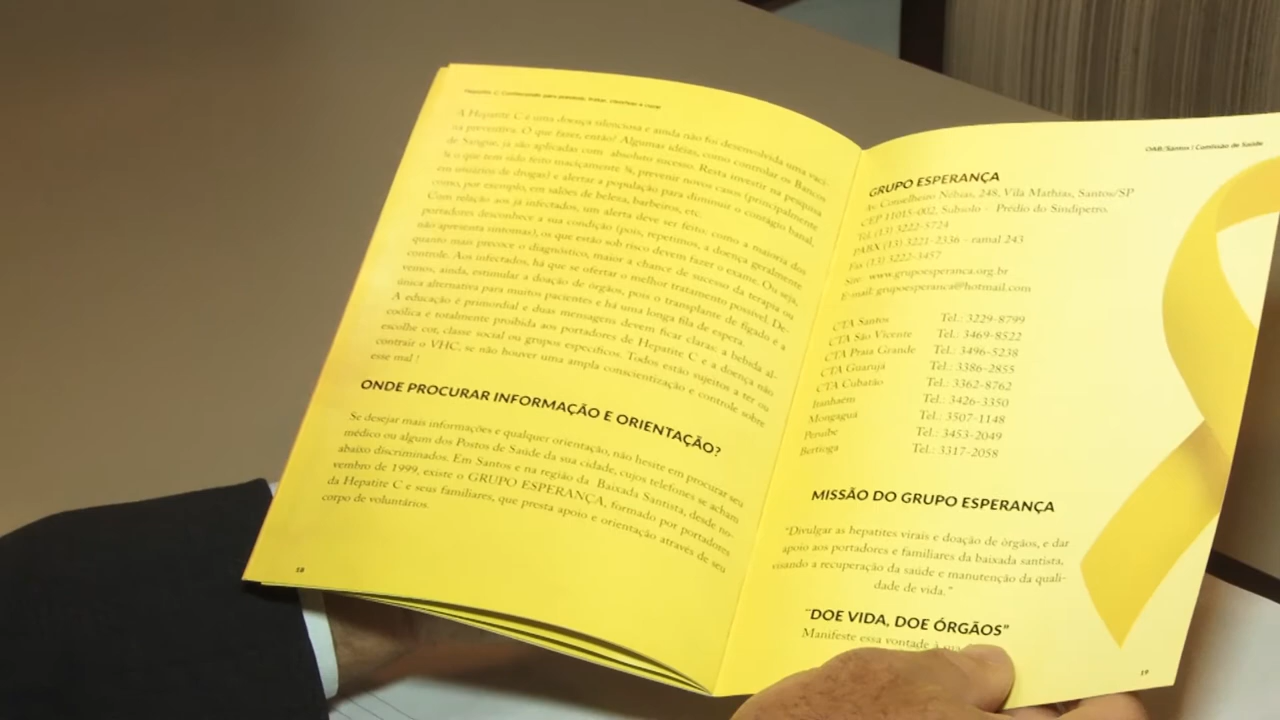 Hepatite C: Conhecendo para prevenir, tratar, conviver e curar
A Hepatite C é uma doença silenciosa e ainda não foi desenvolvida uma vaci-
na preventiva. O que fazer, então? Algumas idéias, como controlar os Bancos
de Sangue, já são aplicadas com absoluto sucesso. Resta investir na pesquisa
¾ o que tem sido feito maciçamente ¾, prevenir novos casos (principalmente
em usuários de drogas) e alertar a população para diminuir o contágio banal,
como, por exemplo, em salões de beleza, barbeiros, etc.
Com relação aos já infectados, um alerta deve ser feito: como a maioria dos
portadores desconhece a sua condição (pois, repetimos, a doença geralmente
não apresenta sintomas), os que estão sob risco devem fazer o exame. Ou seja,
quanto mais precoce o diagnóstico, maior a chance de sucesso da terapia ou
controle. Aos infectados, há que se ofertar o melhor tratamento possível. De-
vemos, ainda, estimular a doação de órgãos, pois o transplante de fígado é a
única alternativa para muitos pacientes e há uma longa fila de espera.
A educação é primordial e duas mensagens devem ficar claras: a bebida al-
coólica é totalmente proibida aos portadores de Hepatite C e a doença não
escolhe cor, classe social ou grupos específicos. Todos estão sujeitos a ter ou
contrair o VHC, se não houver uma ampla conscientização e controle sobre
esse mal !
ONDE PROCURAR INFORMAÇÃO E ORIENTAÇÃO?
Se desejar mais informações e qualquer orientação, não hesite em procurar seu
médico ou algum dos Postos de Saúde da sua cidade, cujos telefones se acham
abaixo discriminados. Em Santos e na região da Baixada Santista, desde no-
vembro de 1999, existe o GRUPO ESPERANÇA, formado por portadores
da Hepatite C e seus familiares, que presta apoio e orientação através de seu
corpo de voluntários.
18
OAB/Santos | Comissão de Saúde
GRUPO ESPERANÇA
Av. Conselheiro Nébias, 248, Vila Mathias, Santos/SP
CEP 11015-002, Subsolo - Prédio do Sindipetro.
Tel. (13) 3222-5724
PABX (13) 3221-2336 - ramal 243
Fax (13) 3222-3457
Site: www.grupoesperanca.org.br
E-mail: grupoesperanca@hotmail.com
CTA Santos Tel.: 3229-8799
CTA São Vicente Tel.: 3469-8522
CTA Praia Grande Tel.: 3496-5238
CTA Guarujá Tel.: 3386-2855
CTA Cubatão Tel.: 3362-8762
Itanhaém Tel.: 3426-3350
Mongaguá Tel.: 3507-1148
Peruíbe Tel.: 3453-2049
Bertioga Tel.: 3317-2058
MISSÃO DO GRUPO ESPERANÇA
"Divulgar as hepatites virais e doação de órgãos, e dar
apoio aos portadores e familiares da baixada santista,
visando a recuperação da saúde e manutenção da quali-
dade de vida."
"DOE VIDA, DOE ÓRGÃOS"
Manifeste essa vontade à sua
19